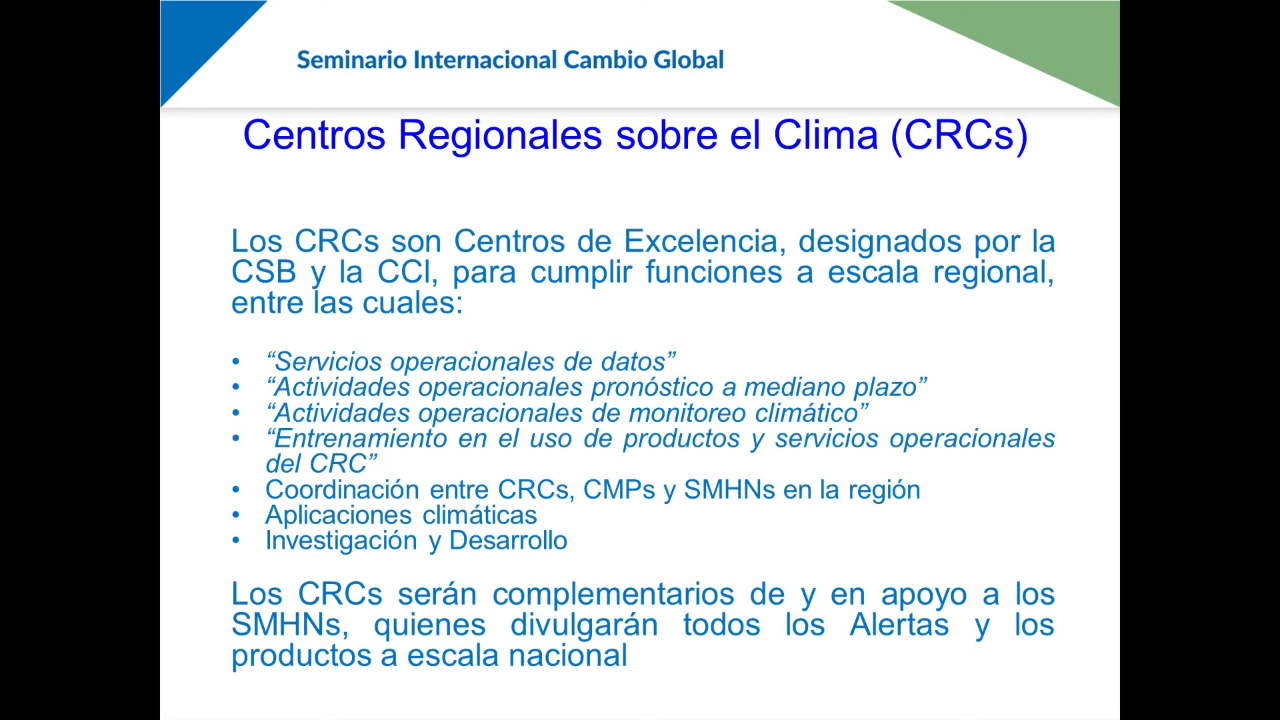 Seminario Internacional Cambio Global
Centros Regionales sobre el Clima (CRCs)
Los CRCs son Centros de Excelencia, designados por la
CSB y la CCl, para cumplir funciones a escala regional,
entre las cuales:
• “Servicios operacionales de datos”
• “Actividades operacionales pronóstico a mediano plazo”
• “Actividades operacionales de monitoreo climático”
• “Entrenamiento en el uso de productos y servicios operacionales
del CRC”
• Coordinación entre CRCs, CMPs y SMHNs en la región
• Aplicaciones climáticas
• Investigación y Desarrollo
Los CRCs serán complementarios de y en apoyo a los
SMHNs, quienes divulgarán todos los Alertas y los
productos a escala nacional